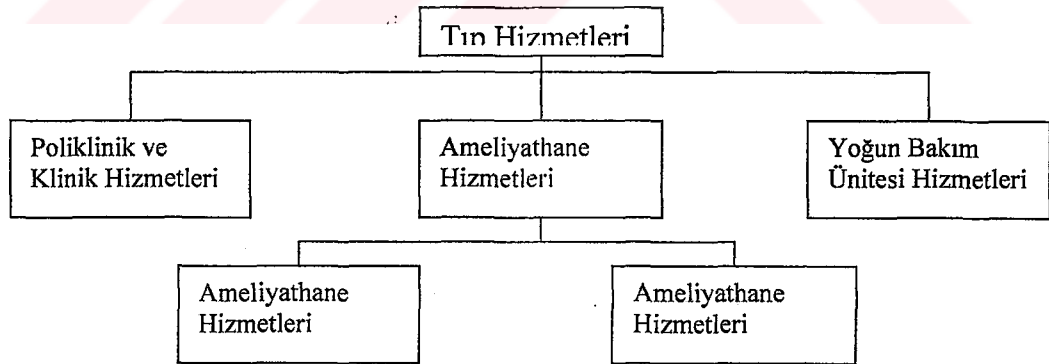 Tıp Hizmetleri
Poliklinik ve
Klinik Hizmetleri
Ameliyathane
Hizmetleri
Yoğun Bakım
Ünitesi Hizmetleri
Ameliyathane
Hizmetleri
Ameliyathane
Hizmetleri